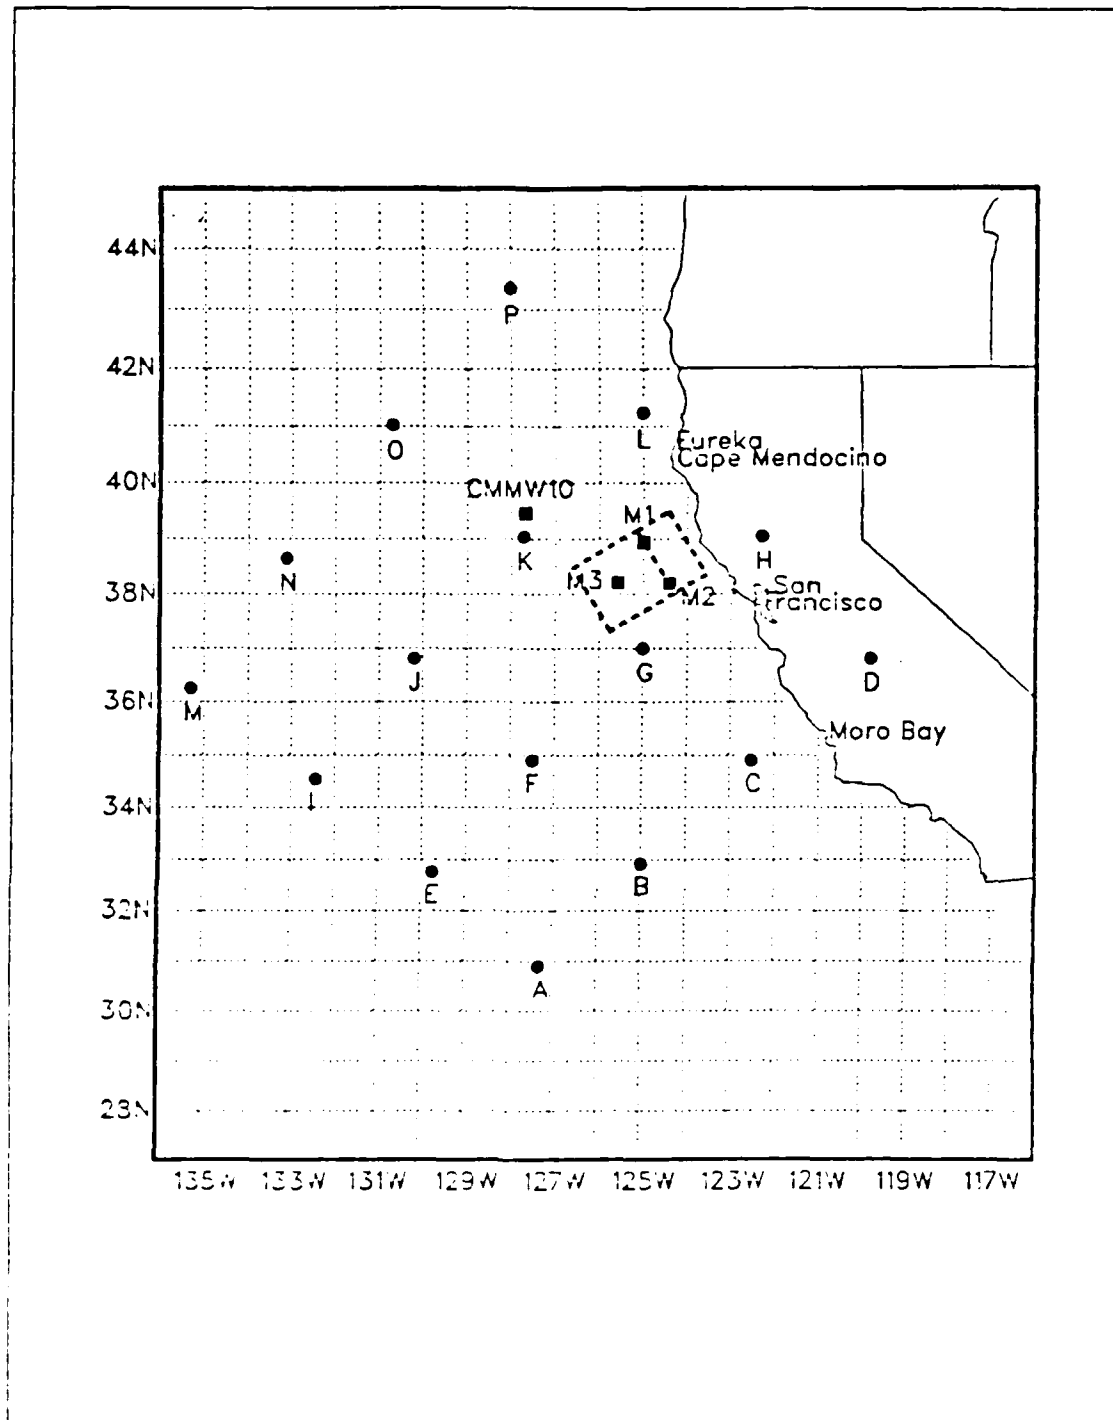 44N
P
42N
O
L
Eureka
Cape Mendocino
40N
CMMW10
M1
K
H
N
M3
38N
M2
San
Francisco
J
G
D
36N
M
Moro Bay
F
C
I
34N
E
B
32N
A
30N
28N
135W 133W 131W 129W 127W 125W 123W 121W 119W 117W